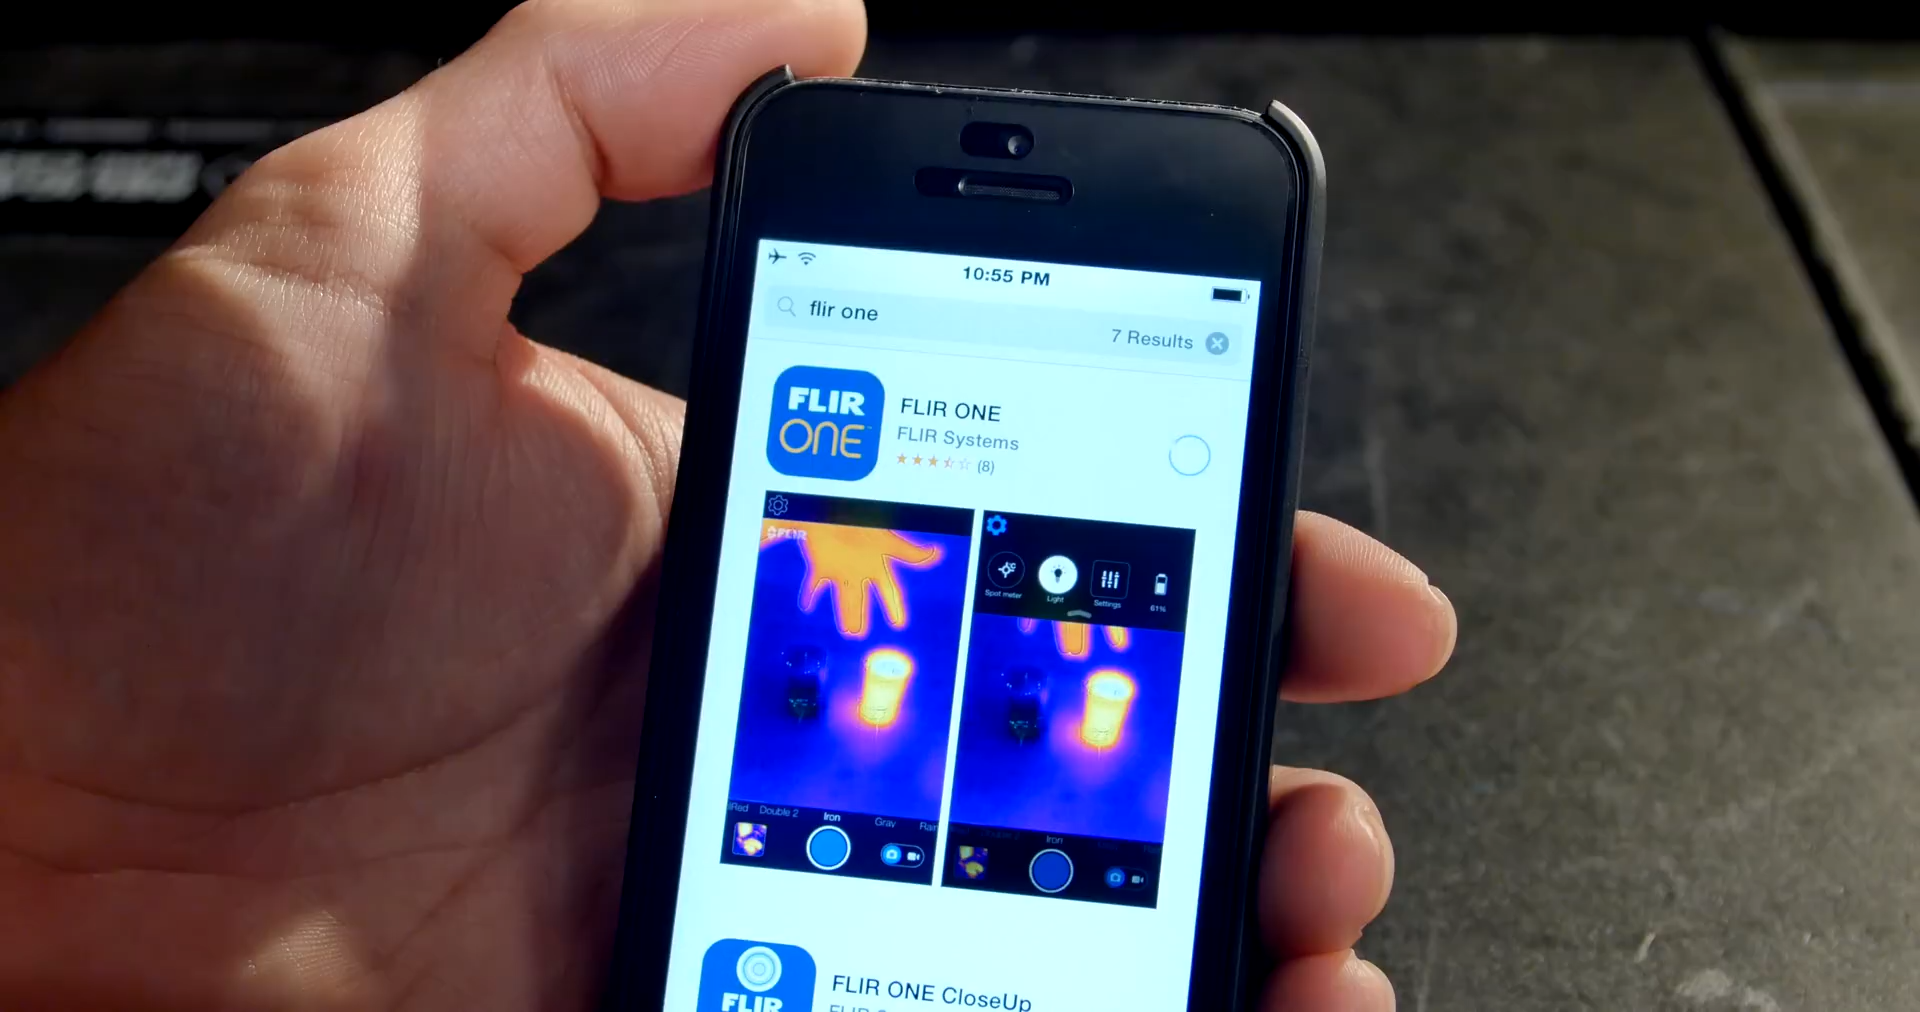 10:55 PM
flir one
7 Results
FLIR
ONE
FLIR ONE
FLIR Systems
(8)
FLIR
Spot meter
Light
Settings
61%
Double 2
Iron
Gray
Iron
FLIR
FLIR ONE CloseUp